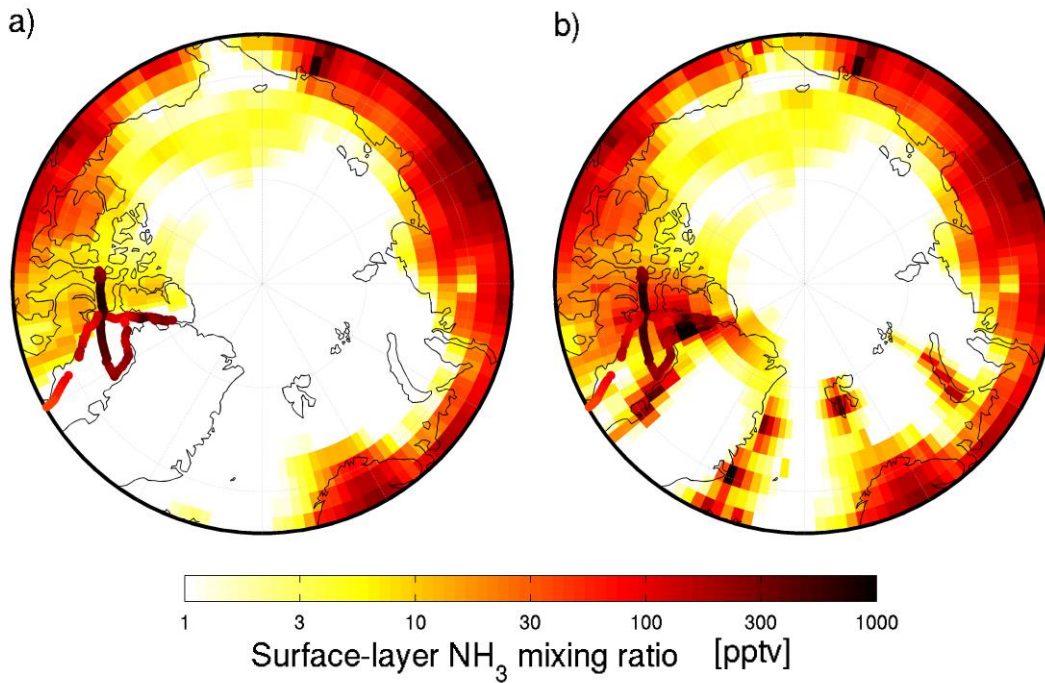 a) b)
1 3 10 30 100 300 1000
Surface-layer NH₃ mixing ratio [pptv]